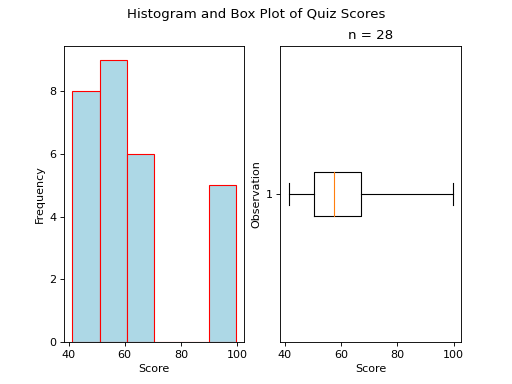 Histogram and Box Plot of Quiz Scores
n = 28
8
6
4
2
0
Frequency
40
60
80
100
Score
Observation
1
40
60
80
100
Score